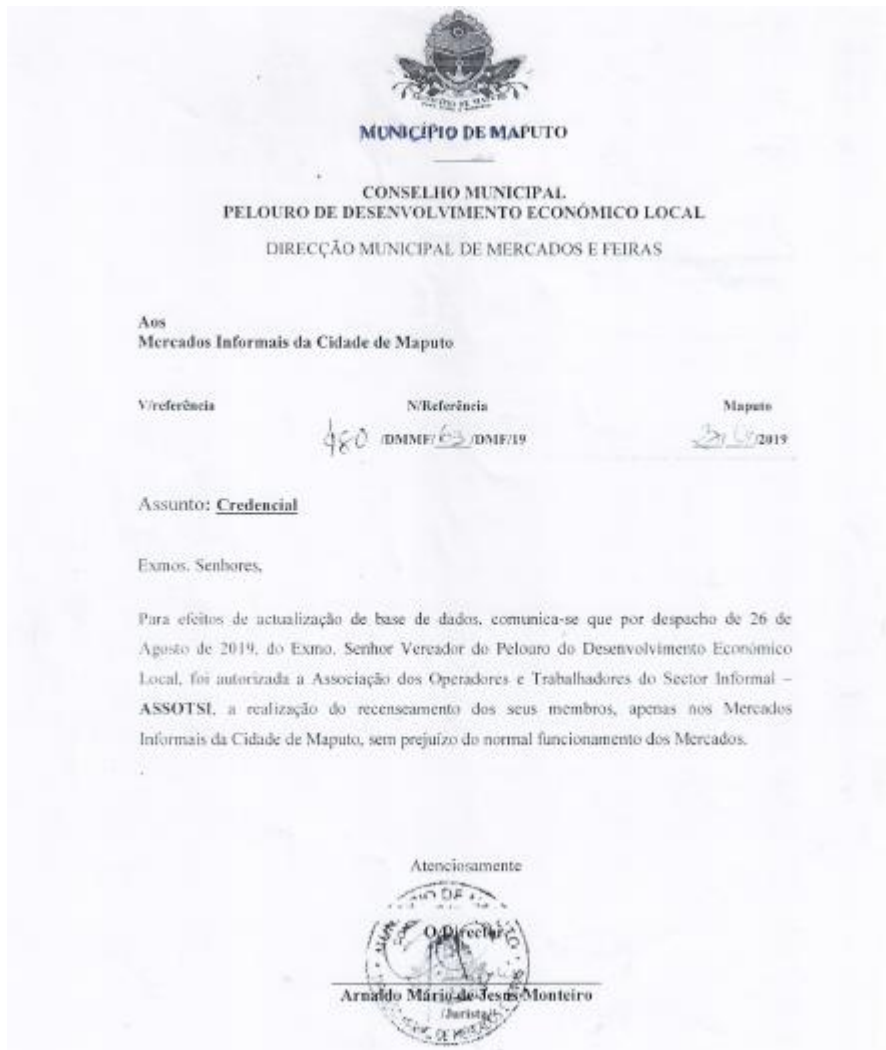 MUNICÍPIO DE MAPUTO
CONSELHO MUNICIPAL
PELOURO DE DESENVOLVIMENTO ECONÓMICO LOCAL
DIRECÇÃO MUNICIPAL DE MERCADOS E FEIRAS
Aos
Mercados Informais da Cidade de Maputo
V/referência N/Referência Maputo
480 /DMMF/63/DMF/19 /2019
Assunto: Credencial
Exmos. Senhores,
Para efeitos de actualização de base de dados, comunica-se que por despacho de 26 de
Agosto de 2019, do Exmo. Senhor Vereador do Pelouro do Desenvolvimento Económico
Local, foi autorizada a Associação dos Operadores e Trabalhadores do Sector Informal –
ASSOTSI, a realização do recenseamento dos seus membros, apenas nos Mercados
Informais da Cidade de Maputo, sem prejuízo do normal funcionamento dos Mercados.
Atenciosamente
O Director
Arnaldo Mário de Jesus Monteiro
/Jurista/